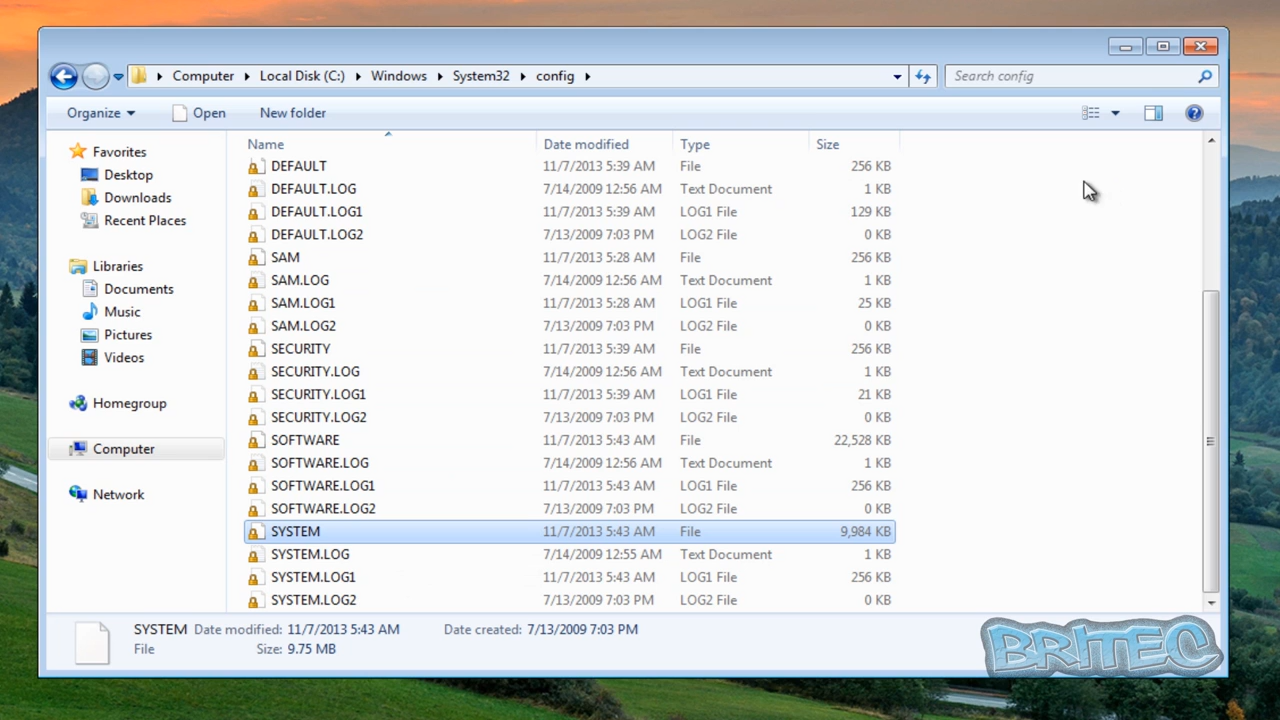 Computer Local Disk (C:) Windows System32 config Search config
Organize Open New folder
Favorites
Desktop
Downloads
Recent Places
Libraries
Documents
Music
Pictures
Videos
Homegroup
Computer
Network
Name Date modified Type Size
DEFAULT 11/7/2013 5:39 AM File 256 KB
DEFAULT.LOG 7/14/2009 12:56 AM Text Document 1 KB
DEFAULT.LOG1 11/7/2013 5:39 AM LOG1 File 129 KB
DEFAULT.LOG2 7/13/2009 7:03 PM LOG2 File 0 KB
SAM 11/7/2013 5:28 AM File 256 KB
SAM.LOG 7/14/2009 12:56 AM Text Document 1 KB
SAM.LOG1 11/7/2013 5:28 AM LOG1 File 25 KB
SAM.LOG2 7/13/2009 7:03 PM LOG2 File 0 KB
SECURITY 11/7/2013 5:39 AM File 256 KB
SECURITY.LOG 7/14/2009 12:56 AM Text Document 1 KB
SECURITY.LOG1 11/7/2013 5:39 AM LOG1 File 21 KB
SECURITY.LOG2 7/13/2009 7:03 PM LOG2 File 0 KB
SOFTWARE 11/7/2013 5:43 AM File 22,528 KB
SOFTWARE.LOG 7/14/2009 12:56 AM Text Document 1 KB
SOFTWARE.LOG1 11/7/2013 5:43 AM LOG1 File 256 KB
SOFTWARE.LOG2 7/13/2009 7:03 PM LOG2 File 0 KB
SYSTEM 11/7/2013 5:43 AM File 9,984 KB
SYSTEM.LOG 7/14/2009 12:55 AM Text Document 1 KB
SYSTEM.LOG1 11/7/2013 5:43 AM LOG1 File 256 KB
SYSTEM.LOG2 7/13/2009 7:03 PM LOG2 File 0 KB
SYSTEM Date modified: 11/7/2013 5:43 AM Date created: 7/13/2009 7:03 PM
File Size: 9.75 MB
BRITEC